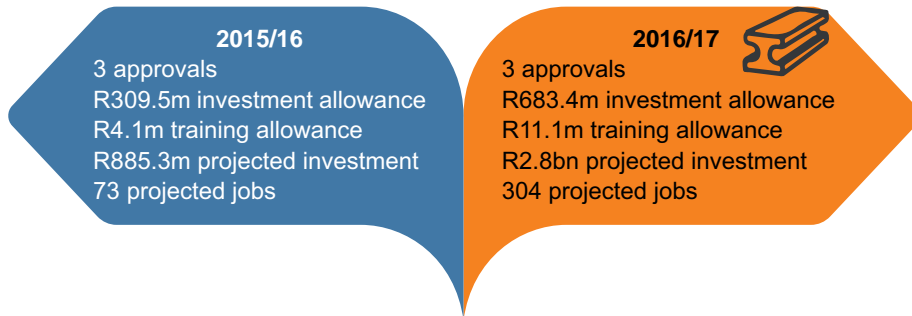 2015/16
3 approvals
R309.5m investment allowance
R4.1m training allowance
R885.3m projected investment
73 projected jobs
2016/17
3 approvals
R683.4m investment allowance
R11.1m training allowance
R2.8bn projected investment
304 projected jobs